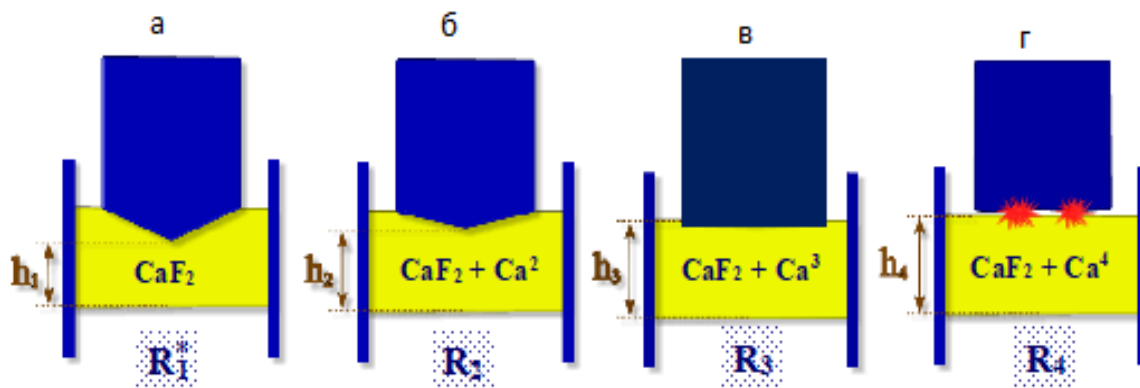 а б в г
h₁ CaF₂ h₂ CaF₂ + Ca² h₃ CaF₂ + Ca³ h₄ CaF₂ + Ca⁴
R₁* R₂ R₃ R₄